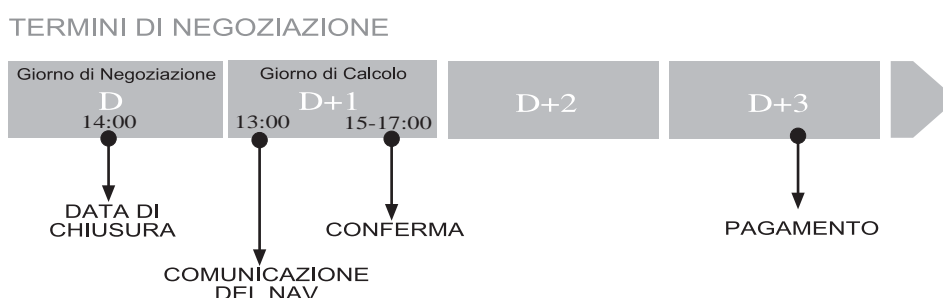 TERMINI DI NEGOZIAZIONE
Giorno di Negoziazione
Giorno di Calcolo
D
D+1
D+2
D+3
14:00
13:00
15-17:00
DATA DI
CHIUSURA
CONFERMA
PAGAMENTO
COMUNICAZIONE
DEL NAV